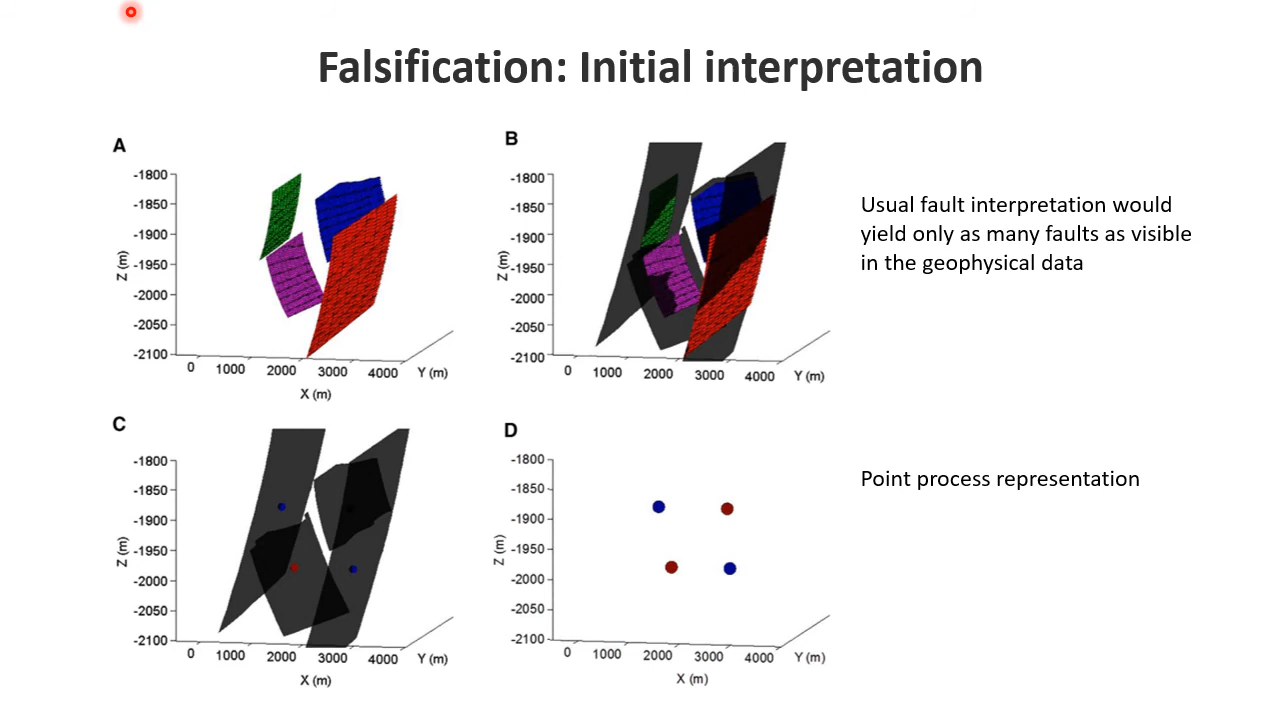 Falsification: Initial interpretation
A
-1800
-1850
-1900
-1950
-2000
-2050
-2100
Z (m)
0 1000 2000 3000 4000 Y (m)
X (m)
B
-1800
-1850
-1900
-1950
-2000
-2050
-2100
Z (m)
0 1000 2000 3000 4000 Y (m)
X (m)
Usual fault interpretation would
yield only as many faults as visible
in the geophysical data
C
-1800
-1850
-1900
-1950
-2000
-2050
-2100
Z (m)
0 1000 2000 3000 4000 Y (m)
X (m)
D
-1800
-1850
-1900
-1950
-2000
-2050
-2100
Z (m)
0 1000 2000 3000 4000 Y (m)
X (m)
Point process representation